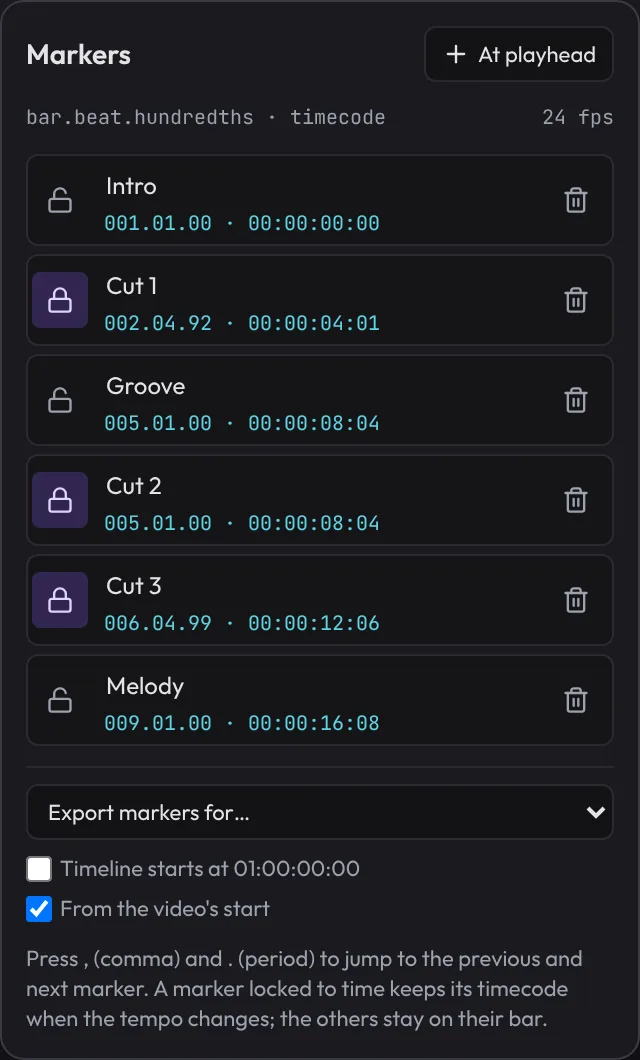 Markers
+ At playhead
bar.beat.hundredths · timecode
24 fps
Intro
001.01.00 · 00:00:00:00
Cut 1
002.04.92 · 00:00:04:01
Groove
005.01.00 · 00:00:08:04
Cut 2
005.01.00 · 00:00:08:04
Cut 3
006.04.99 · 00:00:12:06
Melody
009.01.00 · 00:00:16:08
Export markers for…
Timeline starts at 01:00:00:00
From the video's start
Press , (comma) and . (period) to jump to the previous and
next marker. A marker locked to time keeps its timecode
when the tempo changes; the others stay on their bar.